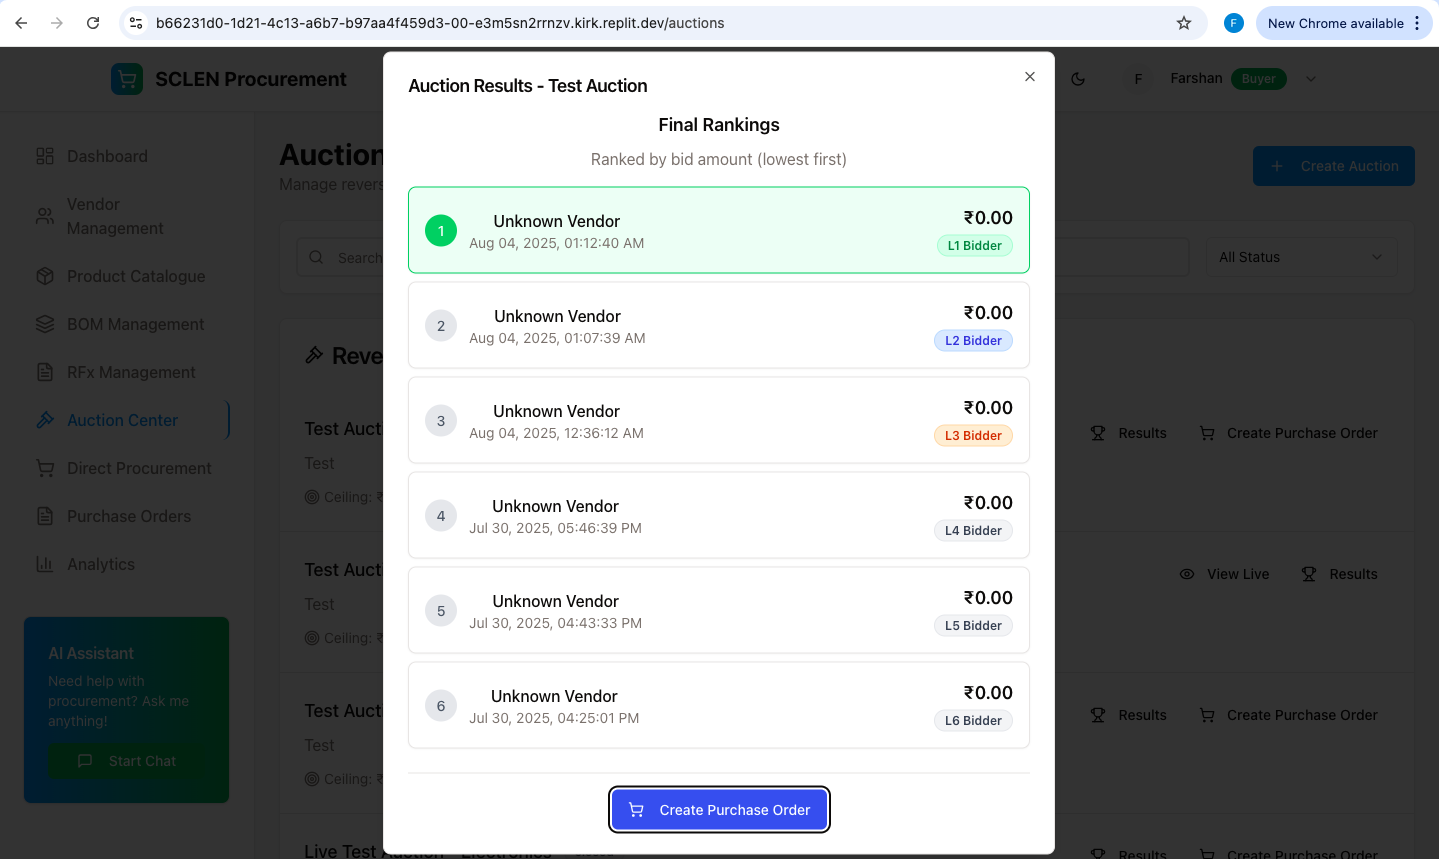 b66231d0-1d21-4c13-a6b7-b97aa4f459d3-00-e3m5sn2rrnzv.kirk.replit.dev/auctions
F
New Chrome available
SCLEN Procurement
F
Farshan
Buyer
Dashboard
Vendor
Management
Product Catalogue
BOM Management
RFx Management
Auction Center
Direct Procurement
Purchase Orders
Analytics
AI Assistant
Need help with
procurement? Ask me
anything!
Start Chat
Auction
Manage revers
Create Auction
Search
All Status
Reve
Test Aucti
Test
Ceiling: ₹
Results
Create Purchase Order
Test Aucti
Test
Ceiling: ₹
View Live
Results
Test Aucti
Test
Ceiling: ₹
Results
Create Purchase Order
Live Test Auction - Electronics
Results
Create Purchase Order
Auction Results - Test Auction
Final Rankings
Ranked by bid amount (lowest first)
1
Unknown Vendor
Aug 04, 2025, 01:12:40 AM
₹0.00
L1 Bidder
2
Unknown Vendor
Aug 04, 2025, 01:07:39 AM
₹0.00
L2 Bidder
3
Unknown Vendor
Aug 04, 2025, 12:36:12 AM
₹0.00
L3 Bidder
4
Unknown Vendor
Jul 30, 2025, 05:46:39 PM
₹0.00
L4 Bidder
5
Unknown Vendor
Jul 30, 2025, 04:43:33 PM
₹0.00
L5 Bidder
6
Unknown Vendor
Jul 30, 2025, 04:25:01 PM
₹0.00
L6 Bidder
Create Purchase Order